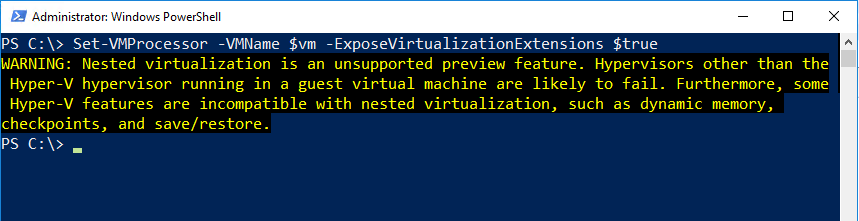 Administrator: Windows PowerShell
PS C:\> Set-VMProcessor -VMName $vm -ExposeVirtualizationExtensions $true
WARNING: Nested virtualization is an unsupported preview feature. Hypervisors other than the
Hyper-V hypervisor running in a guest virtual machine are likely to fail. Furthermore, some
Hyper-V features are incompatible with nested virtualization, such as dynamic memory,
checkpoints, and save/restore.
PS C:\>